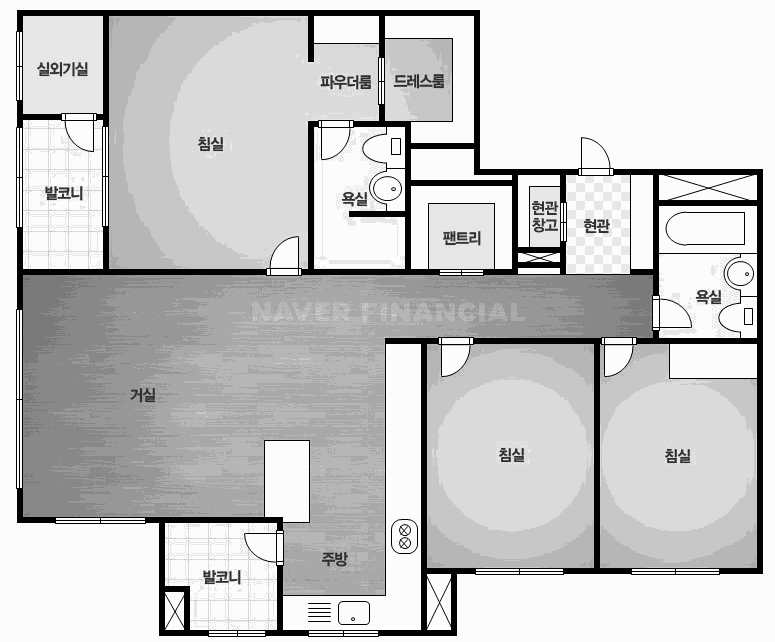 실외기실
파우더룸
드레스룸
침실
발코니
욕실
현관
창고
현관
팬트리
욕실
NAVER FINANCIAL
거실
침실
침실
주방
발코니